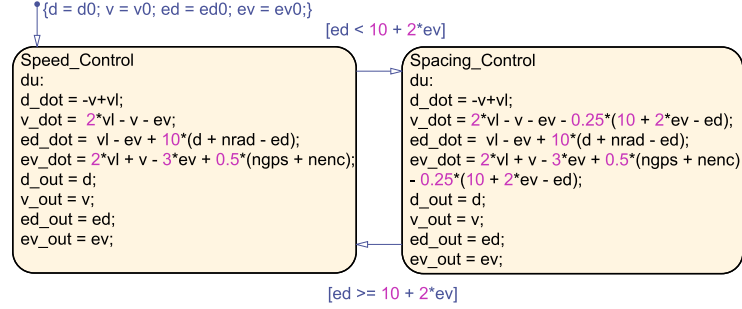 {d = d0; v = v0; ed = ed0; ev = ev0;}
[ed < 10 + 2*ev]
Speed_Control
du:
d_dot = -v+vl;
v_dot =  2*vl - v - ev;
ed_dot =  vl - ev + 10*(d + nrad - ed);
ev_dot = 2*vl + v - 3*ev + 0.5*(ngps + nenc);
d_out = d;
v_out = v;
ed_out = ed;
ev_out = ev;
Spacing_Control
du:
d_dot = -v+vl;
v_dot = 2*vl - v - ev - 0.25*(10 + 2*ev - ed);
ed_dot =  vl - ev + 10*(d + nrad - ed);
ev_dot = 2*vl + v - 3*ev + 0.5*(ngps + nenc)
- 0.25*(10 + 2*ev - ed);
d_out = d;
v_out = v;
ed_out = ed;
ev_out = ev;
[ed >= 10 + 2*ev]